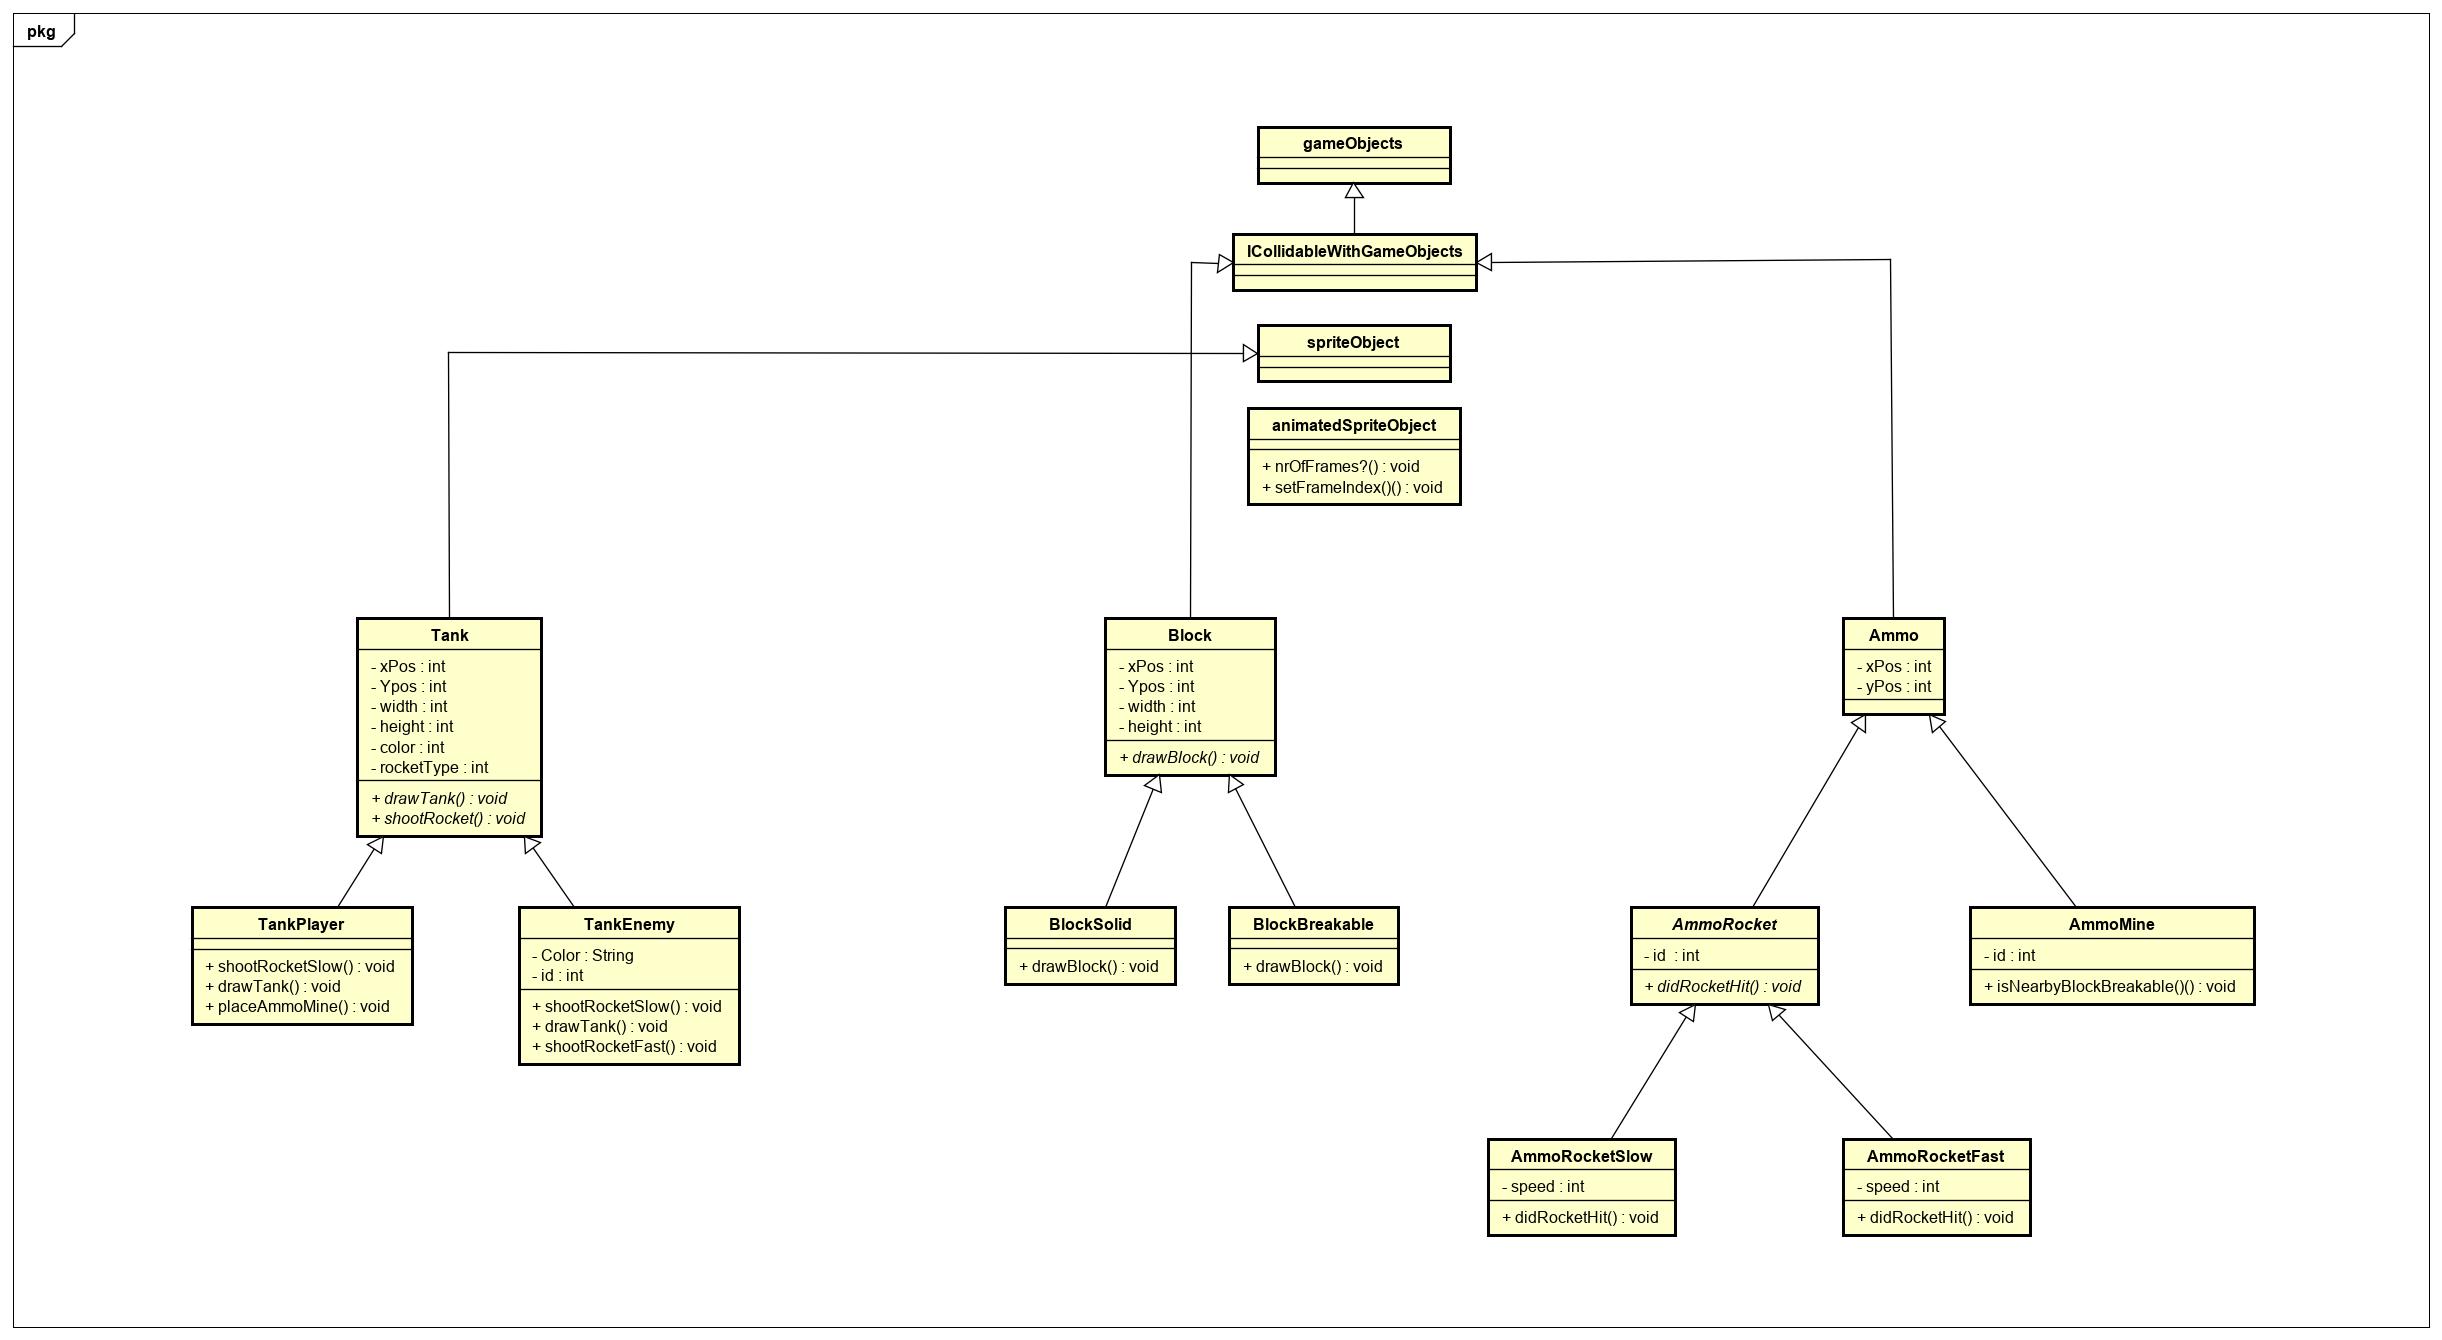 pkg
gameObjects
ICollidableWithGameObjects
spriteObject
animatedSpriteObject
+ nrOfFrames?() : void
+ setFrameIndex()() : void
Tank
- xPos : int
- Ypos : int
- width : int
- height : int
- color : int
- rocketType : int
+ drawTank() : void
+ shootRocket() : void
Block
- xPos : int
- Ypos : int
- width : int
- height : int
+ drawBlock() : void
Ammo
- xPos : int
- yPos : int
TankPlayer
+ shootRocketSlow() : void
+ drawTank() : void
+ placeAmmoMine() : void
TankEnemy
- Color : String
- id : int
+ shootRocketSlow() : void
+ drawTank() : void
+ shootRocketFast() : void
BlockSolid
+ drawBlock() : void
BlockBreakable
+ drawBlock() : void
AmmoRocket
- id : int
+ didRocketHit() : void
AmmoMine
- id : int
+ isNearbyBlockBreakable()() : void
AmmoRocketSlow
- speed : int
+ didRocketHit() : void
AmmoRocketFast
- speed : int
+ didRocketHit() : void